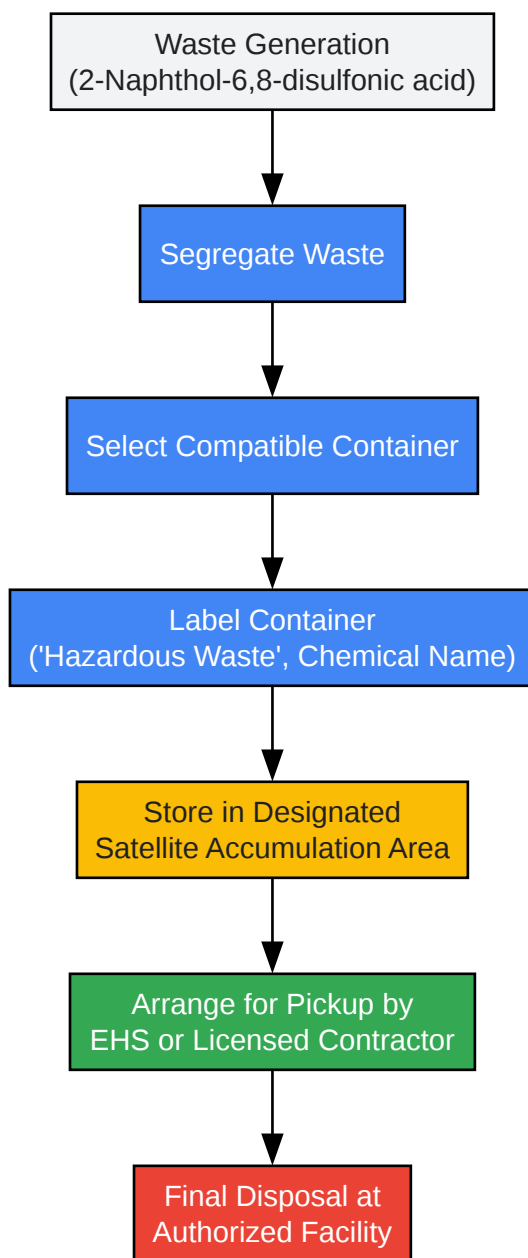 Waste Generation
(2-Naphthol-6,8-disulfonic acid)
Segregate Waste
Select Compatible Container
Label Container
('Hazardous Waste', Chemical Name)
Store in Designated
Satellite Accumulation Area
Arrange for Pickup by
EHS or Licensed Contractor
Final Disposal at
Authorized Facility